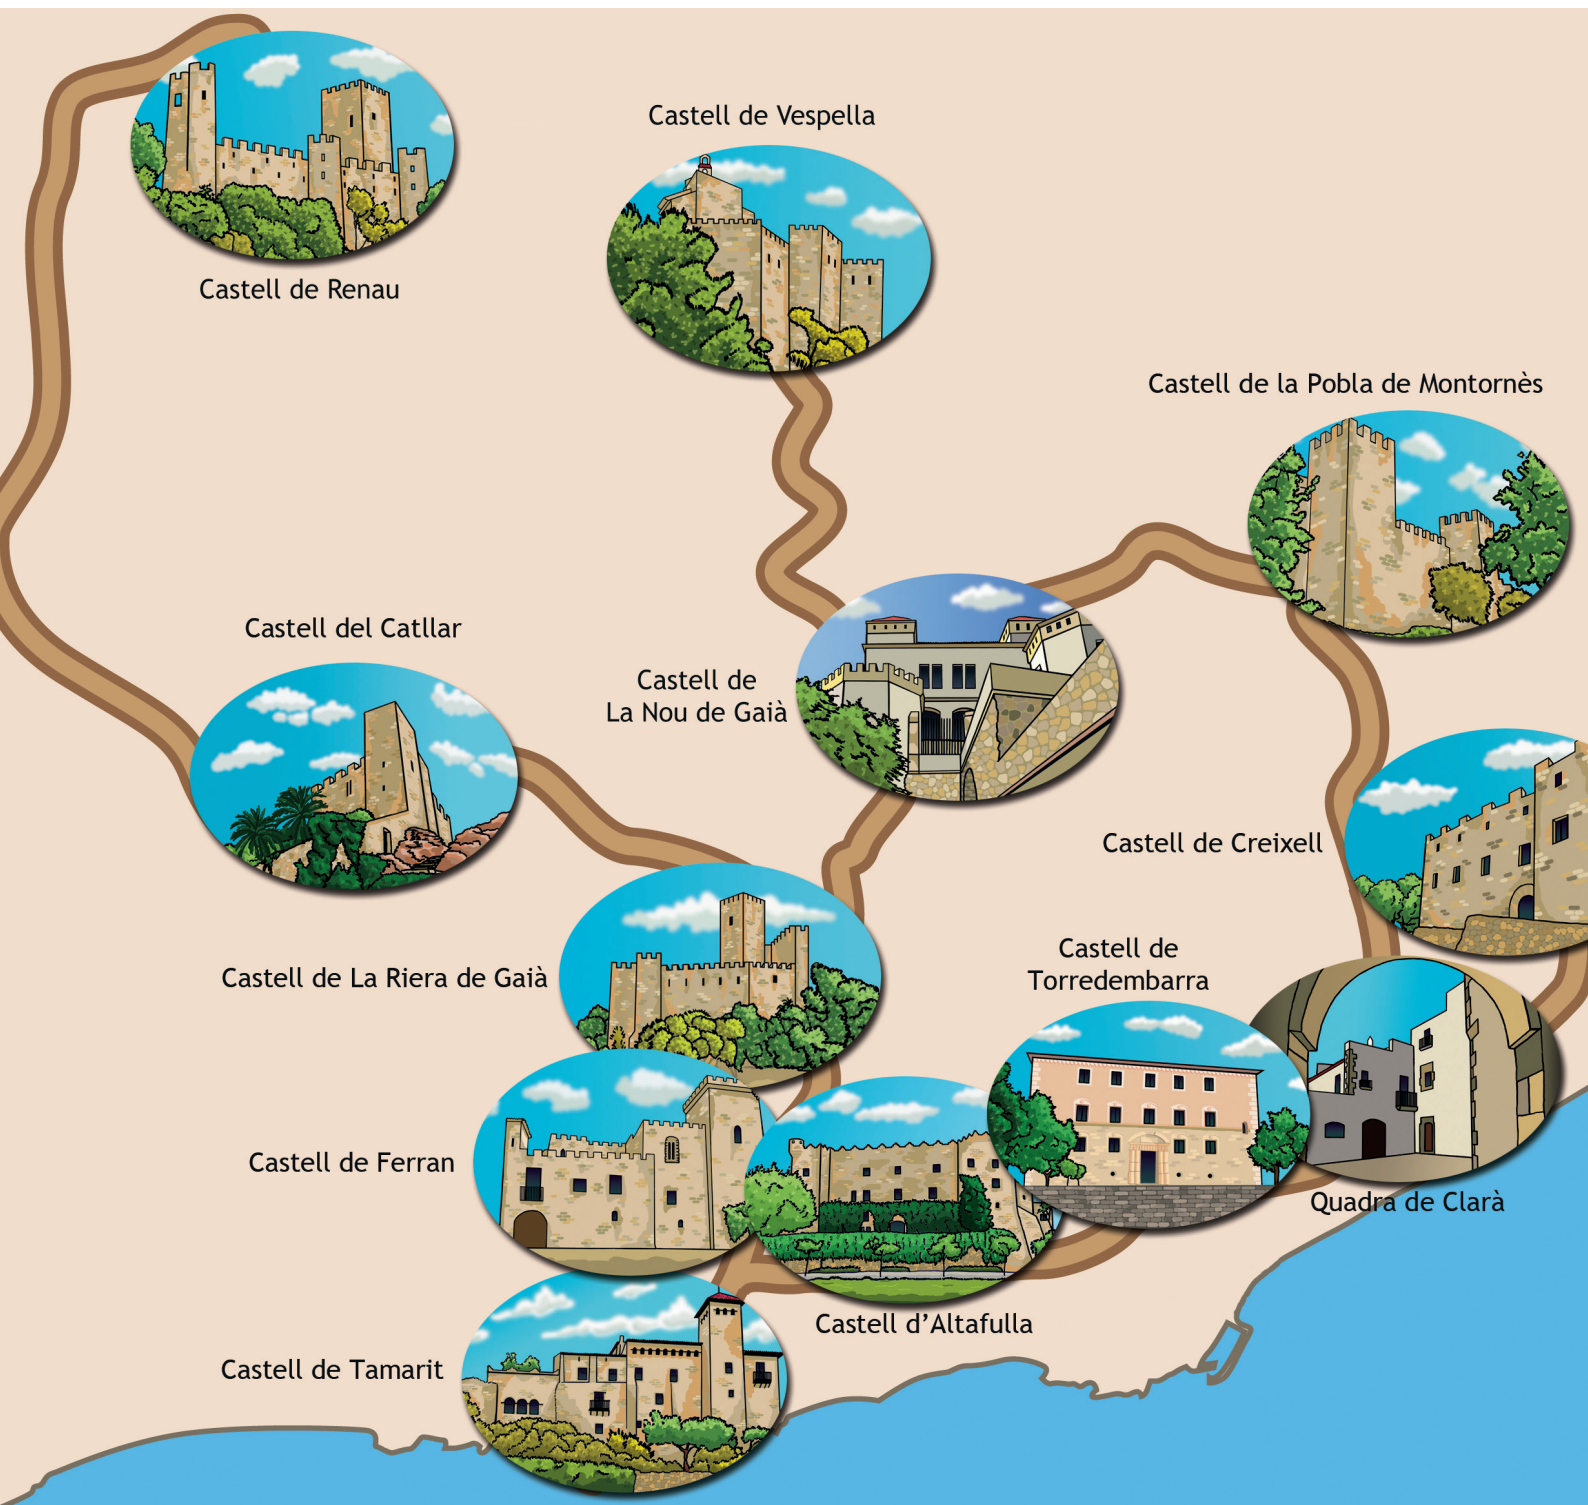 Castell de Vespella
Castell de Renau
Castell de la Pobla de Montornès
Castell del Catllar
Castell de
La Nou de Gaià
Castell de Creixell
Castell de
Torredembarra
Castell de La Riera de Gaià
Castell de Ferran
Quadra de Clarà
Castell d’Altafulla
Castell de Tamarit